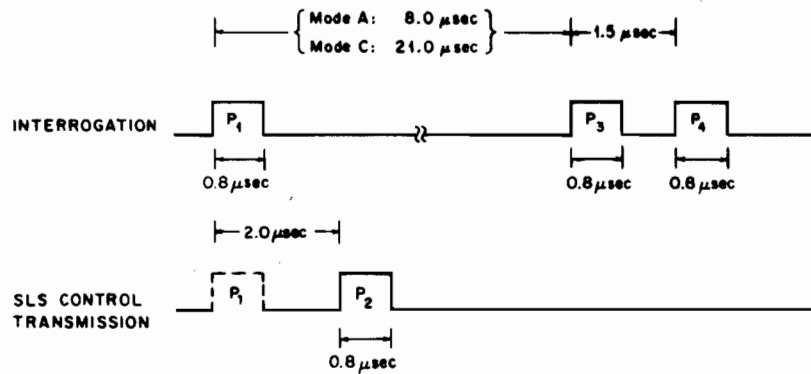 Mode A: 8.0 μsec
Mode C: 21.0 μsec
1.5 μsec
INTERROGATION
P1
P3
P4
0.8 μsec
0.8 μsec
0.8 μsec
2.0 μsec
SLS CONTROL
TRANSMISSION
P1
P2
0.8 μsec